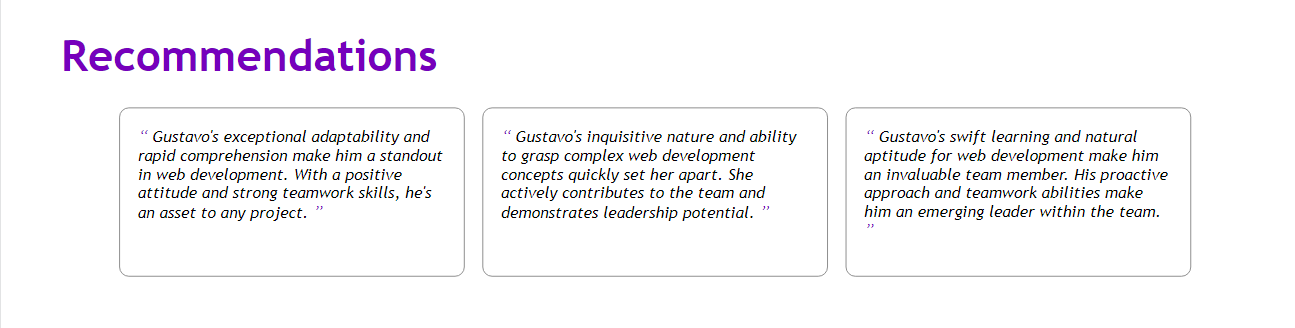 Recommendations
“ Gustavo's exceptional adaptability and
rapid comprehension make him a standout
in web development. With a positive
attitude and strong teamwork skills, he's
an asset to any project. ”
“ Gustavo's inquisitive nature and ability
to grasp complex web development
concepts quickly set her apart. She
actively contributes to the team and
demonstrates leadership potential. ”
“ Gustavo's swift learning and natural
aptitude for web development make him
an invaluable team member. His proactive
approach and teamwork abilities make
him an emerging leader within the team.
”